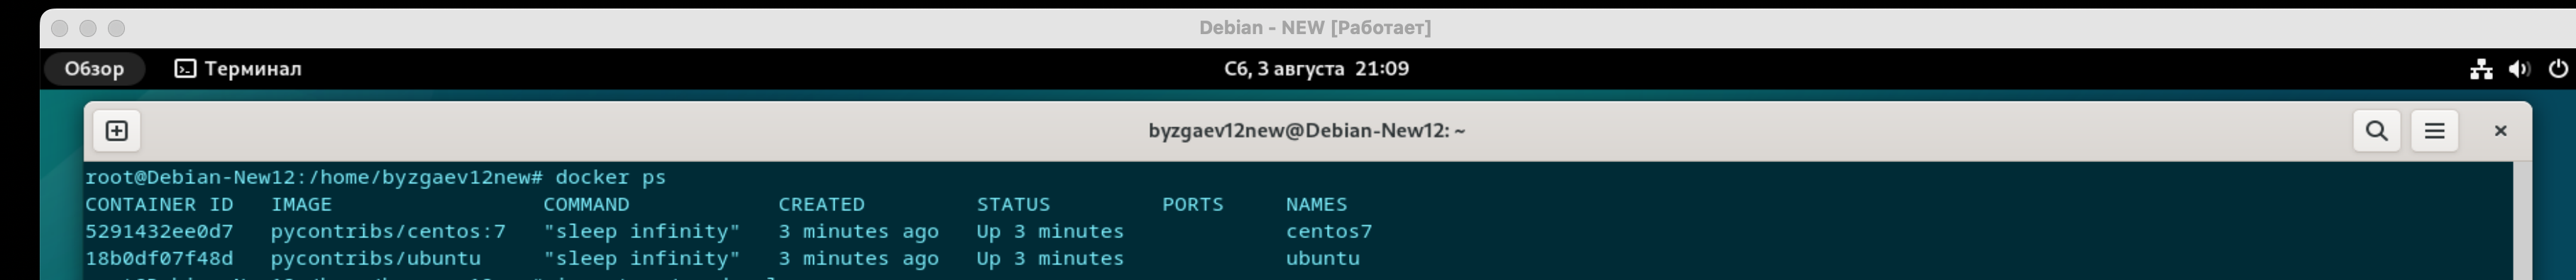 Debian - NEW [Работает]
Обзор Терминал Сб, 3 августа 21:09
byzgaev12new@Debian-New12: ~
root@Debian-New12:/home/byzgaev12new# docker ps
CONTAINER ID   IMAGE                 COMMAND            CREATED         STATUS         PORTS     NAMES
5291432ee0d7   pycontribs/centos:7   "sleep infinity"   3 minutes ago   Up 3 minutes             centos7
18b0df07f48d   pycontribs/ubuntu     "sleep infinity"   3 minutes ago   Up 3 minutes             ubuntu